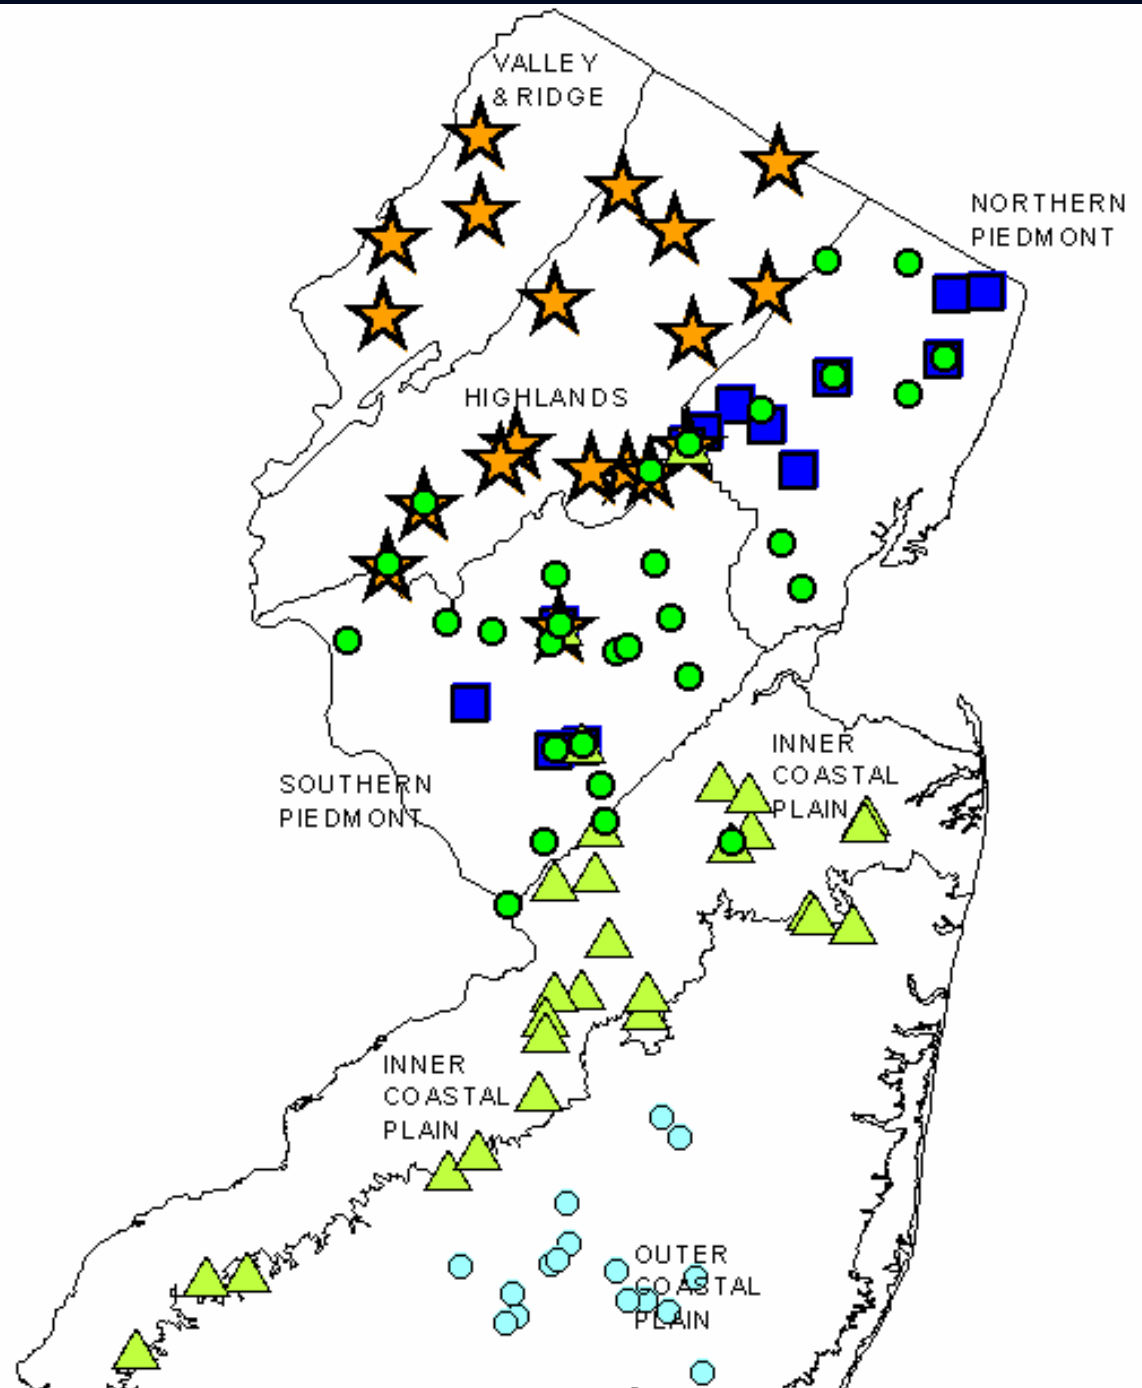 VALLEY
& RIDGE
NORTHERN
PIEDMONT
HIGHLANDS
INNER
COASTAL
PLAIN
SOUTHERN
PIEDMONT
INNER
COASTAL
PLAIN
OUTER
COASTAL
PLAIN